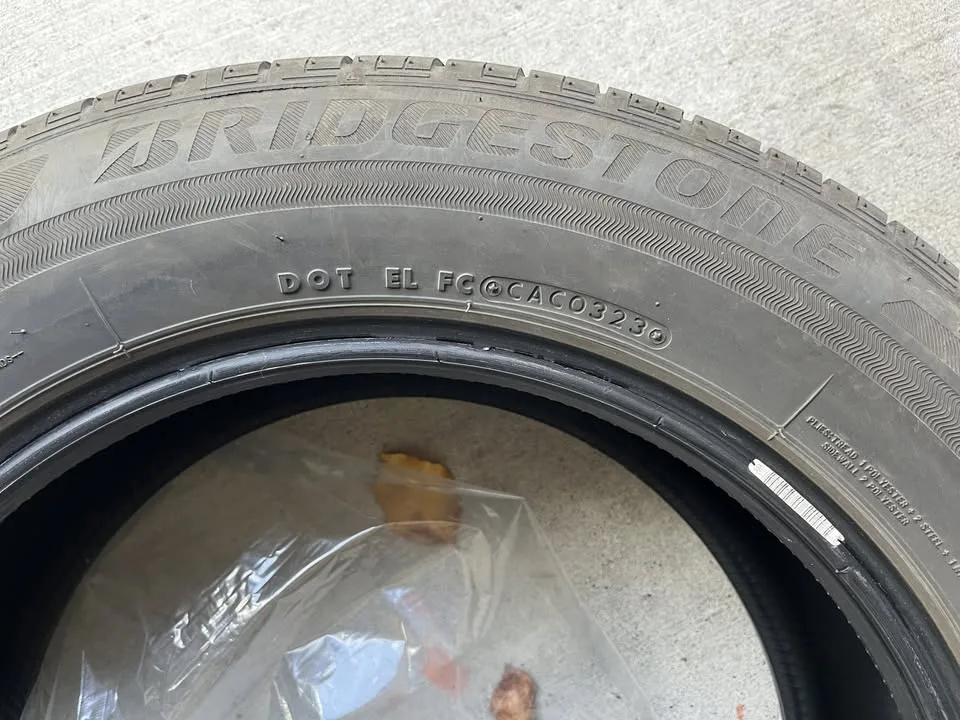 BRIDGESTONE
DOT EL FC CAC0323
PLIES:TREAD 1 POLYESTER + 2 STEEL +
SIDEWALL 2 POLYESTER